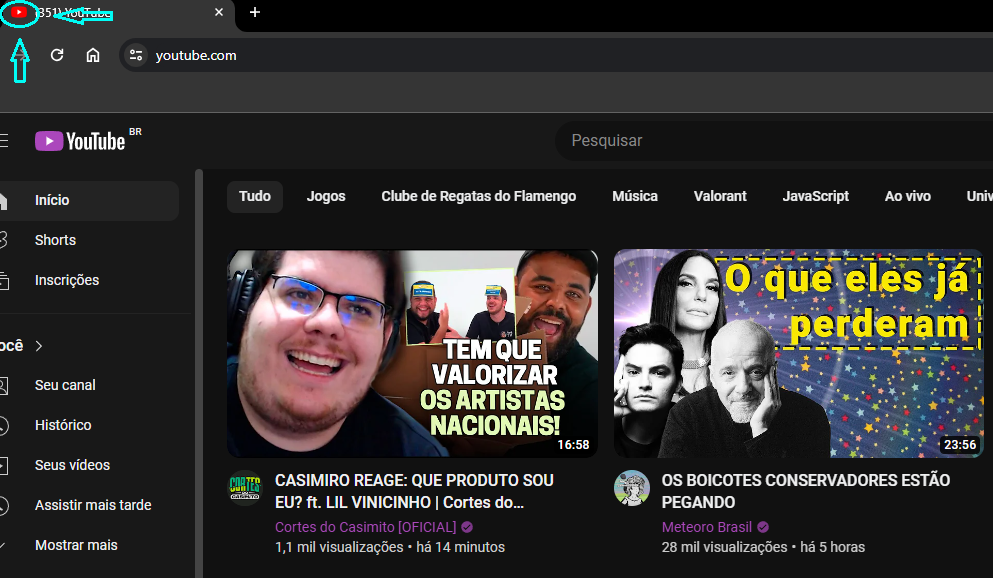 (351) YouTube
youtube.com
YouTube BR
Pesquisar
Início
Shorts
Inscrições
ocê
Seu canal
Histórico
Seus vídeos
Assistir mais tarde
Mostrar mais
Tudo
Jogos
Clube de Regatas do Flamengo
Música
Valorant
JavaScript
Ao vivo
Univ
TEM QUE
VALORIZAR
OS ARTISTAS
NACIONAIS!
16:58
CORTES
CASIMITO
CASIMIRO REAGE: QUE PRODUTO SOU
EU? ft. LIL VINICINHO | Cortes do...
Cortes do Casimito [OFICIAL]
1,1 mil visualizações • há 14 minutos
O que eles já
perderam
23:56
OS BOICOTES CONSERVADORES ESTÃO
PEGANDO
Meteoro Brasil
28 mil visualizações • há 5 horas